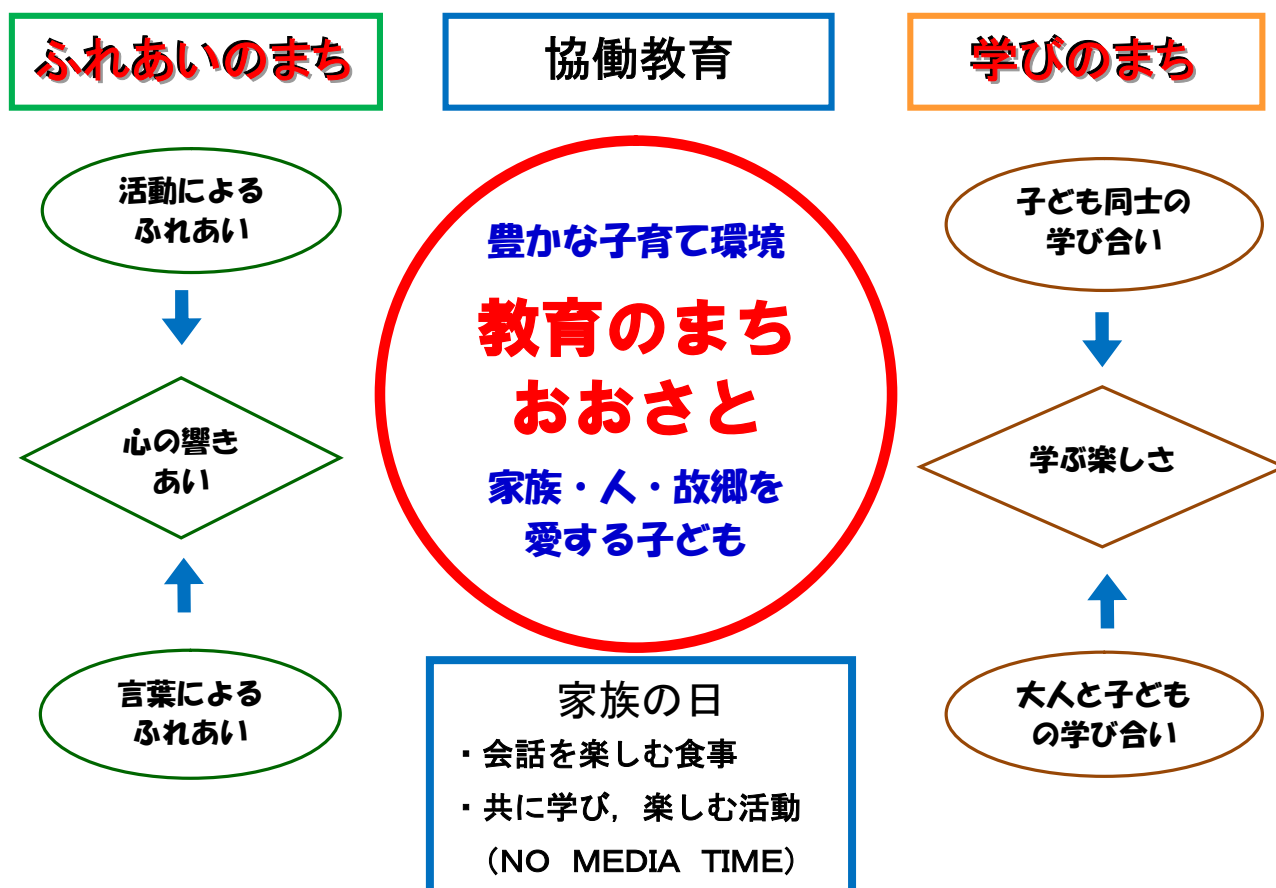 ふれあいのまち
協働教育
学びのまち
活動による
ふれあい
心の響き
あい
言葉による
ふれあい
豊かな子育て環境
教育のまち
おおさと
家族・人・故郷を
愛する子ども
家族の日
・会話を楽しむ食事
・共に学び，楽しむ活動
（NO MEDIA TIME）
子ども同士の
学び合い
学ぶ楽しさ
大人と子ども
の学び合い